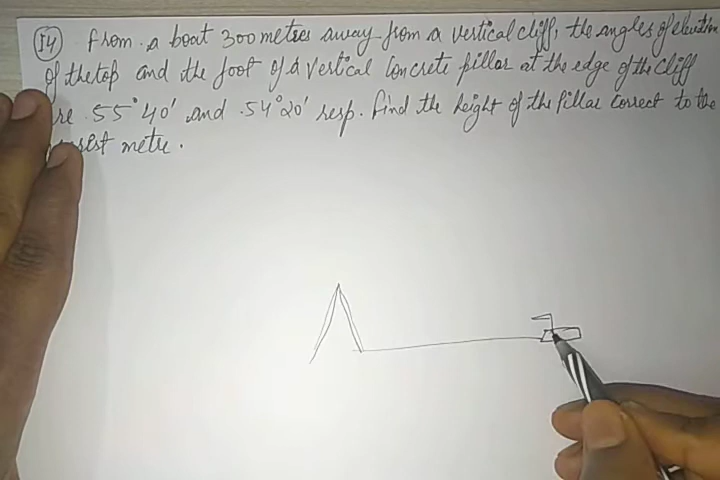 54 From a boat 300 metres away from a vertical cliff, the angles of elevation
of the top and the foot of a vertical concrete pillar at the edge of the cliff
are 55°40' and 54°20' resp. Find the height of the pillar correct to the
metre.